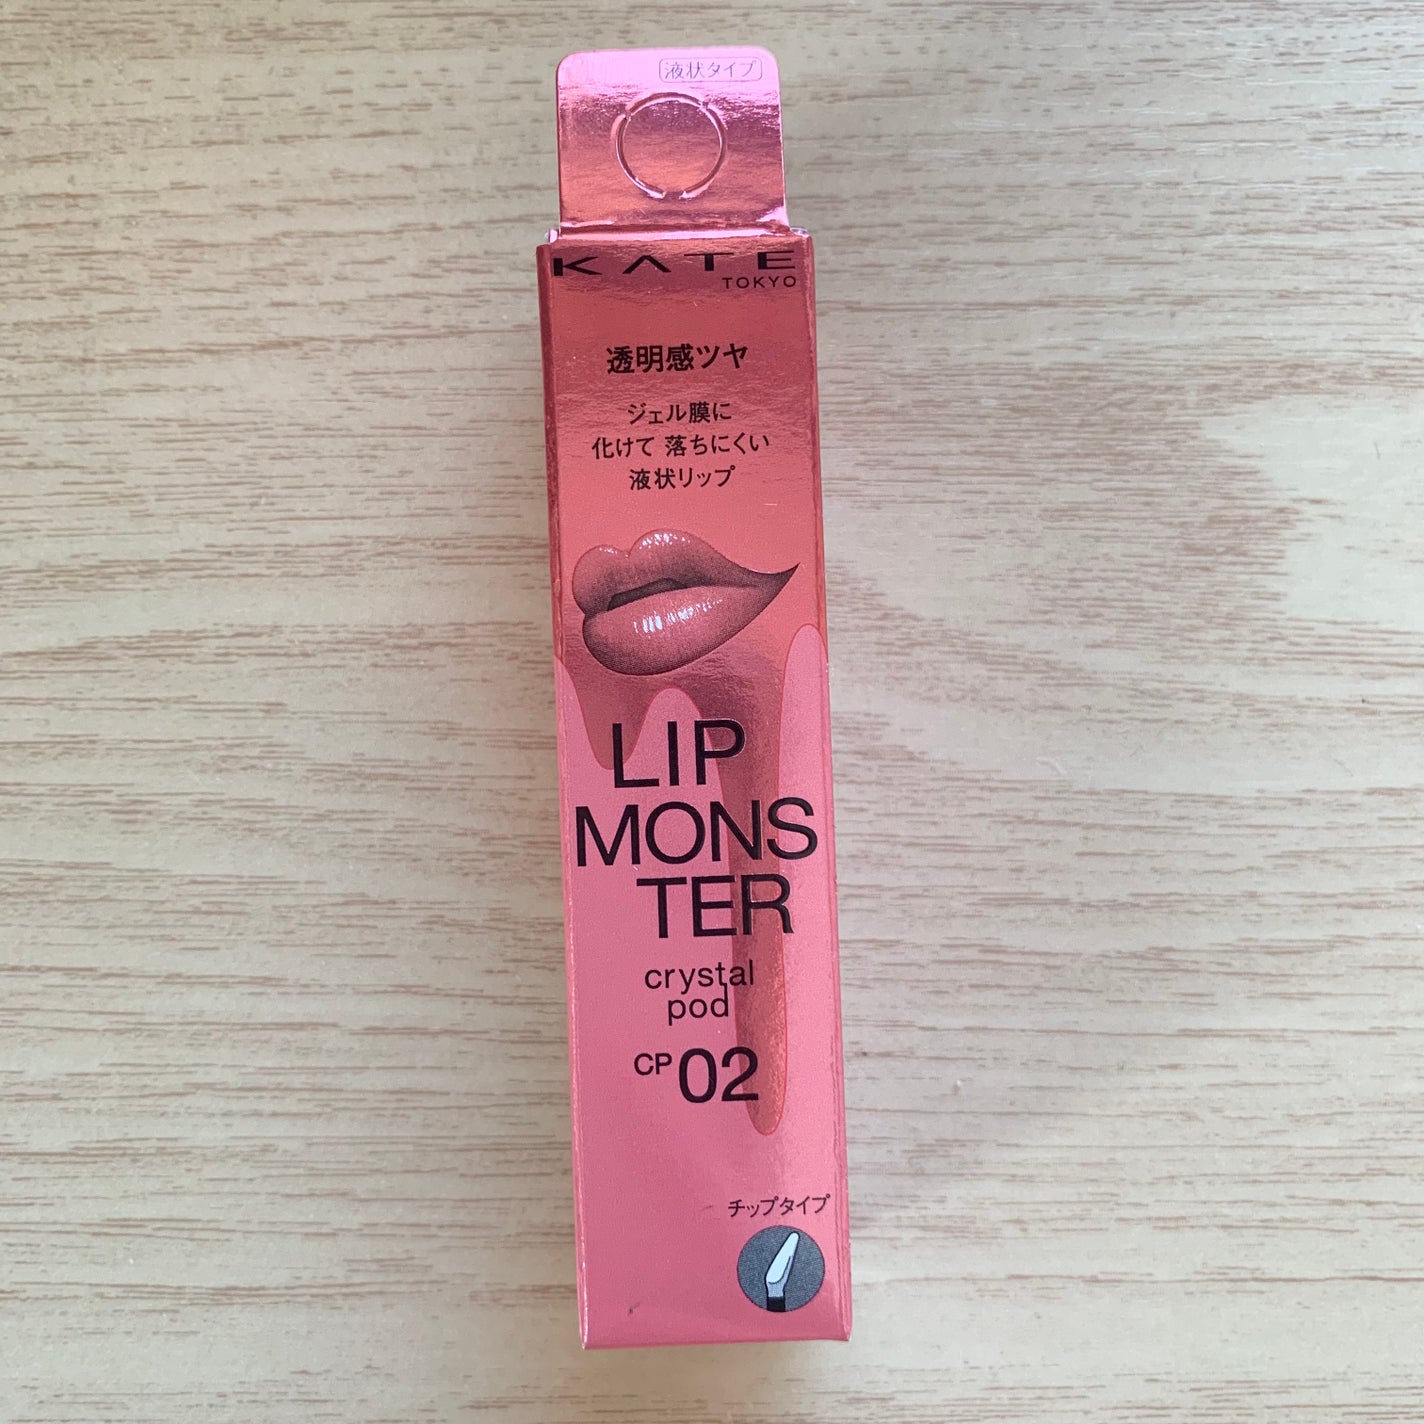 液状タイプ
KATE
TOKYO
透明感ツヤ
ジェル膜に
化けて 落ちにくい
液状リップ
LIP
MONS
TER
crystal
pod
CP 02
チップタイプ